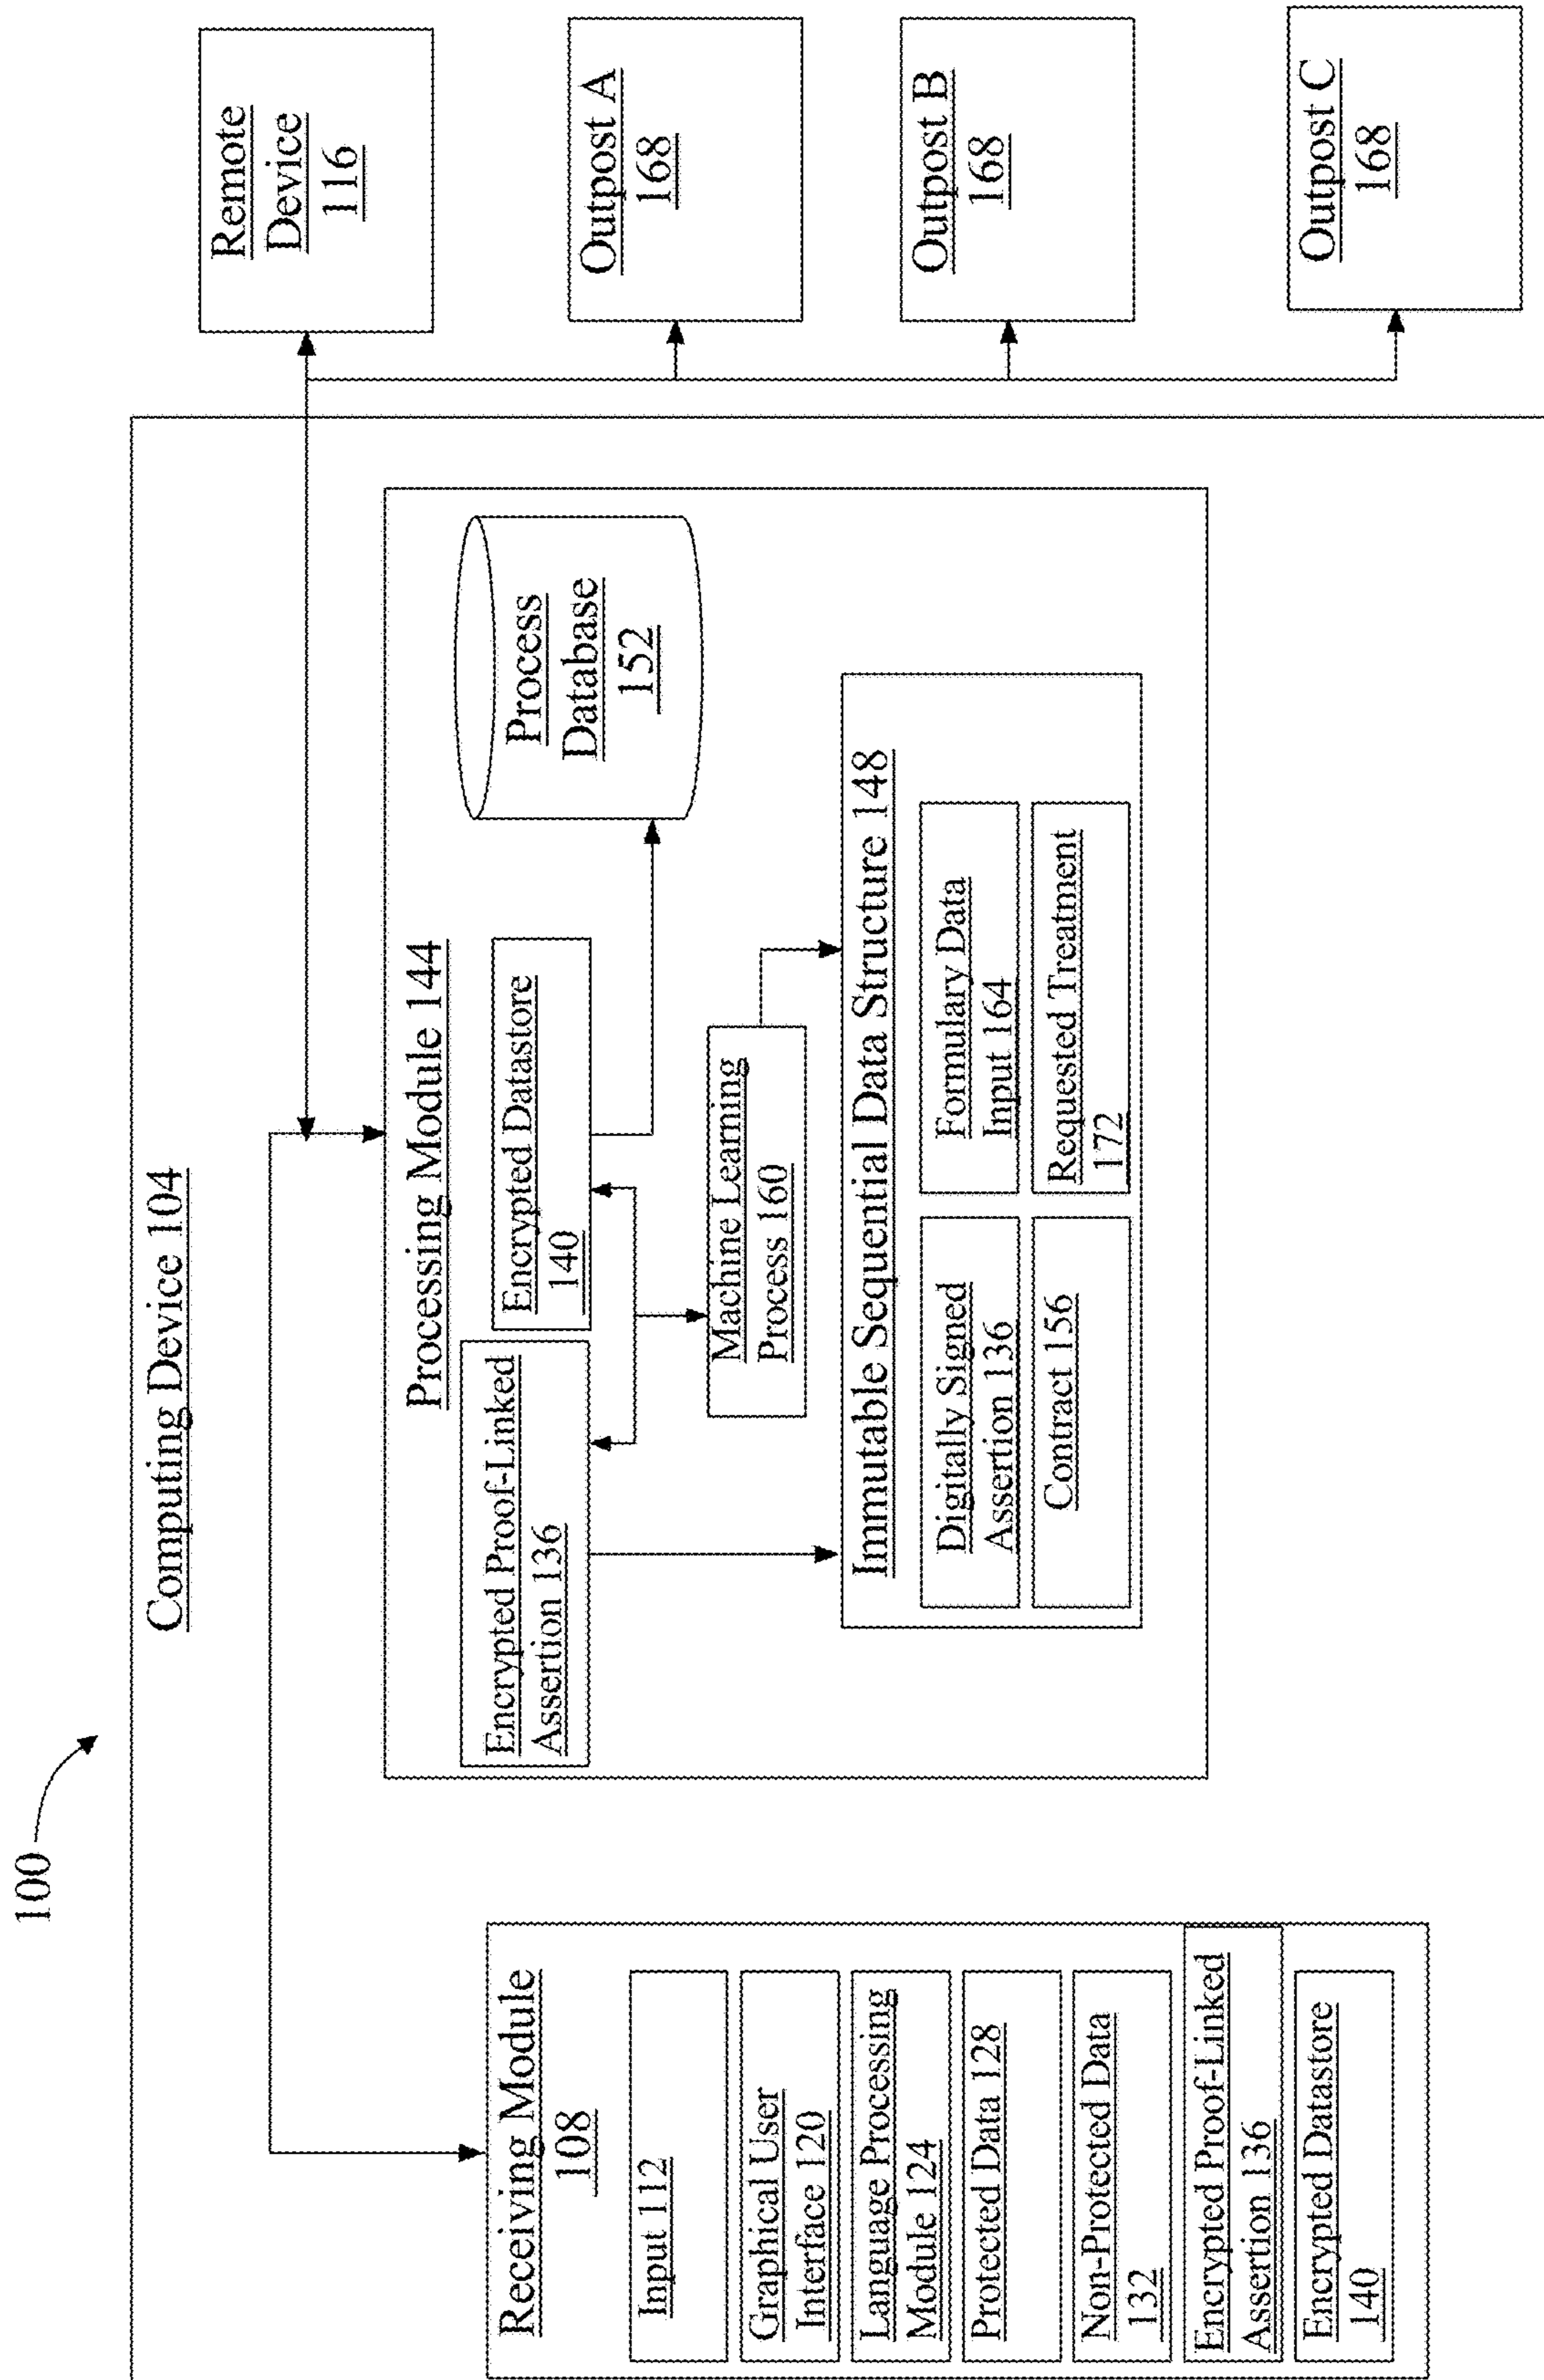 100
Computing Device 104
Receiving Module
108
Input 112
Graphical User
Interface 120
Language Processing
Module 124
Protected Data 128
Non-Protected Data
132
Encrypted Proof-Linked
Assertion 136
Encrypted Datastore
140
Processing Module 144
Encrypted Proof-Linked
Assertion 136
Encrypted Datastore
140
Process
Database
152
Machine Learning
Process 160
Immutable Sequential Data Structure 148
Digitally Signed
Assertion 136
Formulary Data
Input 164
Contract 156
Requested Treatment
172
Remote
Device
116
Outpost A
168
Outpost B
168
Outpost C
168